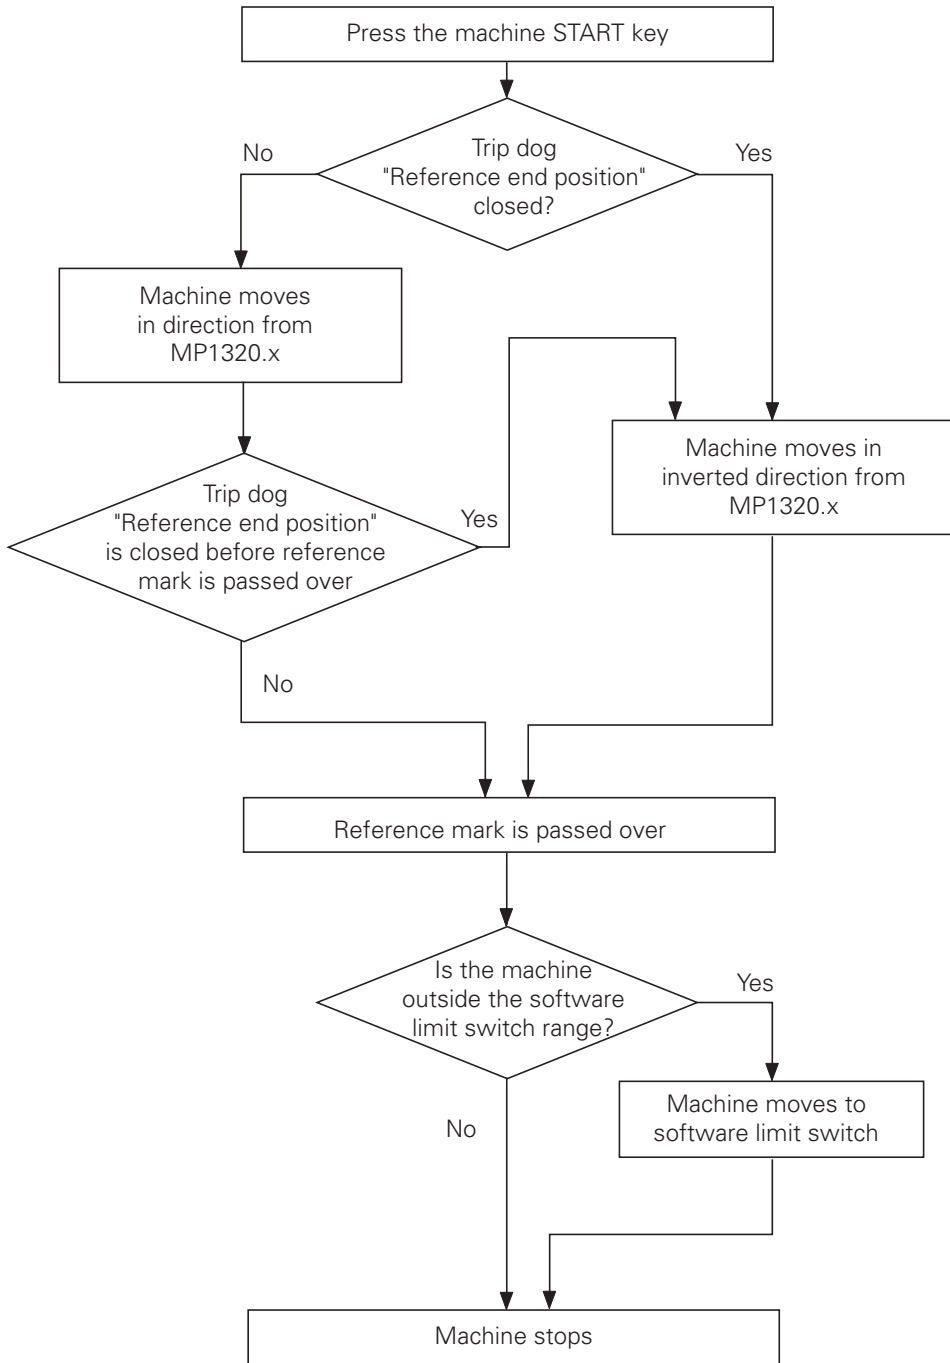 Press the machine START key
No
Trip dog
"Reference end position"
closed?
Yes
Machine moves
in direction from
MP1320.x
Machine moves in
inverted direction from
MP1320.x
Trip dog
"Reference end position"
is closed before reference
mark is passed over
Yes
No
Reference mark is passed over
Is the machine
outside the software
limit switch range?
Yes
Machine moves to
software limit switch
No
Machine stops